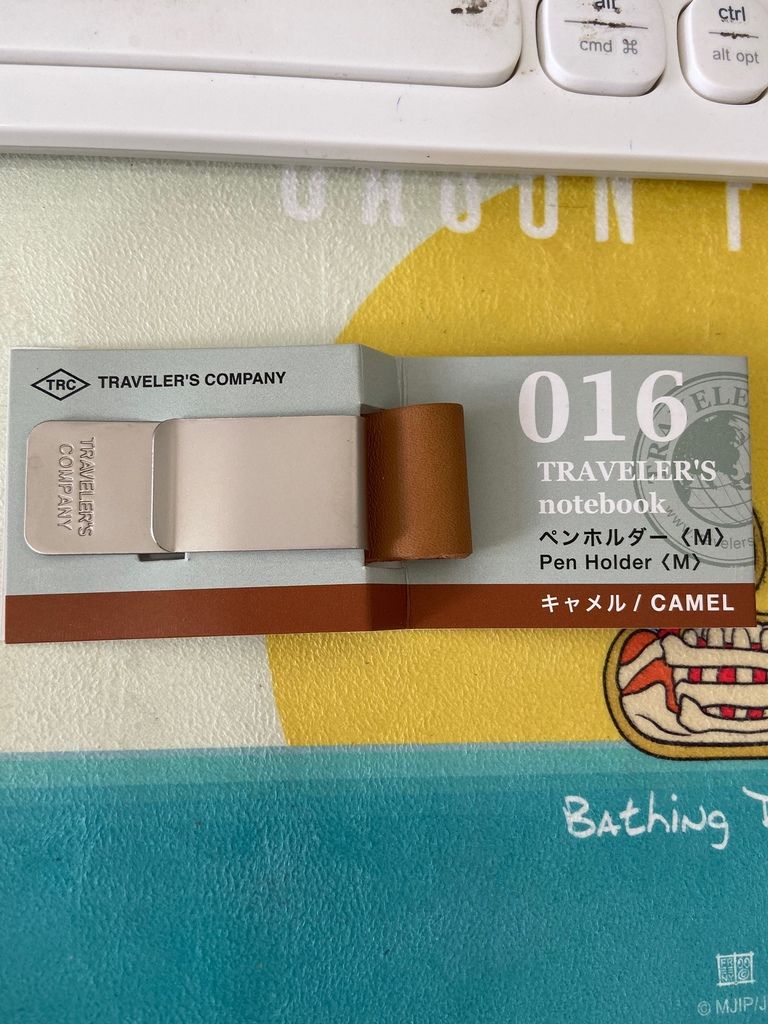 alt
cmd ⌘
ctrl
alt opt
TRC
TRAVELER'S COMPANY
TRAVELER'S
COMPANY
016
TRAVELER'S
notebook
ペンホルダー〈M〉
Pen Holder〈M〉
キャメル / CAMEL
Bathing
© MJIP/J